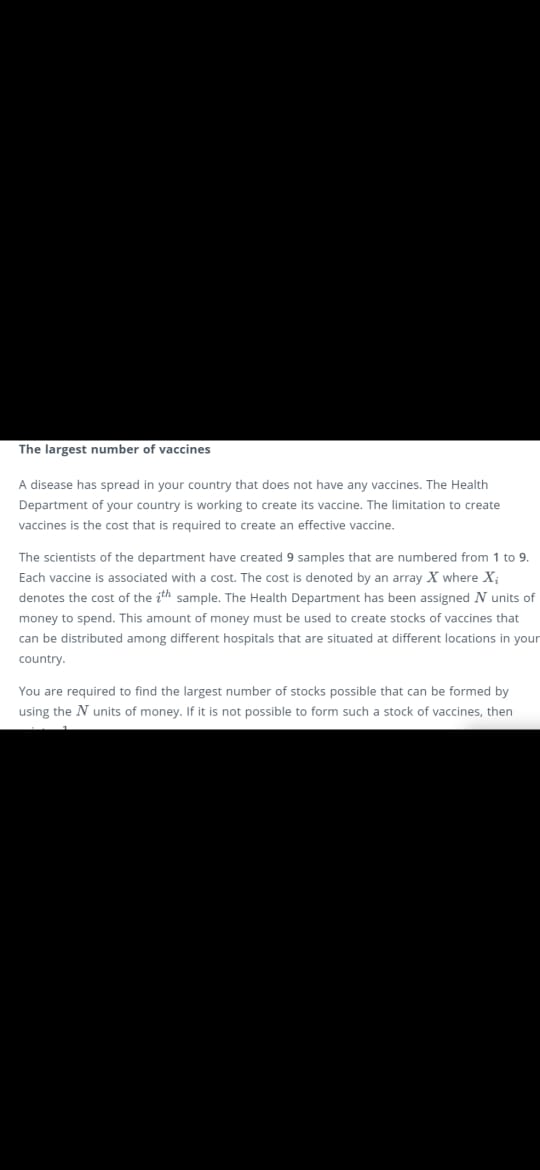 The largest number of vaccines
A disease has spread in your country that does not have any vaccines. The Health
Department of your country is working to create its vaccine. The limitation to create
vaccines is the cost that is required to create an effective vaccine.
The scientists of the department have created 9 samples that are numbered from 1 to 9.
Each vaccine is associated with a cost. The cost is denoted by an array X where Xᵢ
denotes the cost of the iᵗʰ sample. The Health Department has been assigned N units of
money to spend. This amount of money must be used to create stocks of vaccines that
can be distributed among different hospitals that are situated at different locations in your
country.
You are required to find the largest number of stocks possible that can be formed by
using the N units of money. If it is not possible to form such a stock of vaccines, then